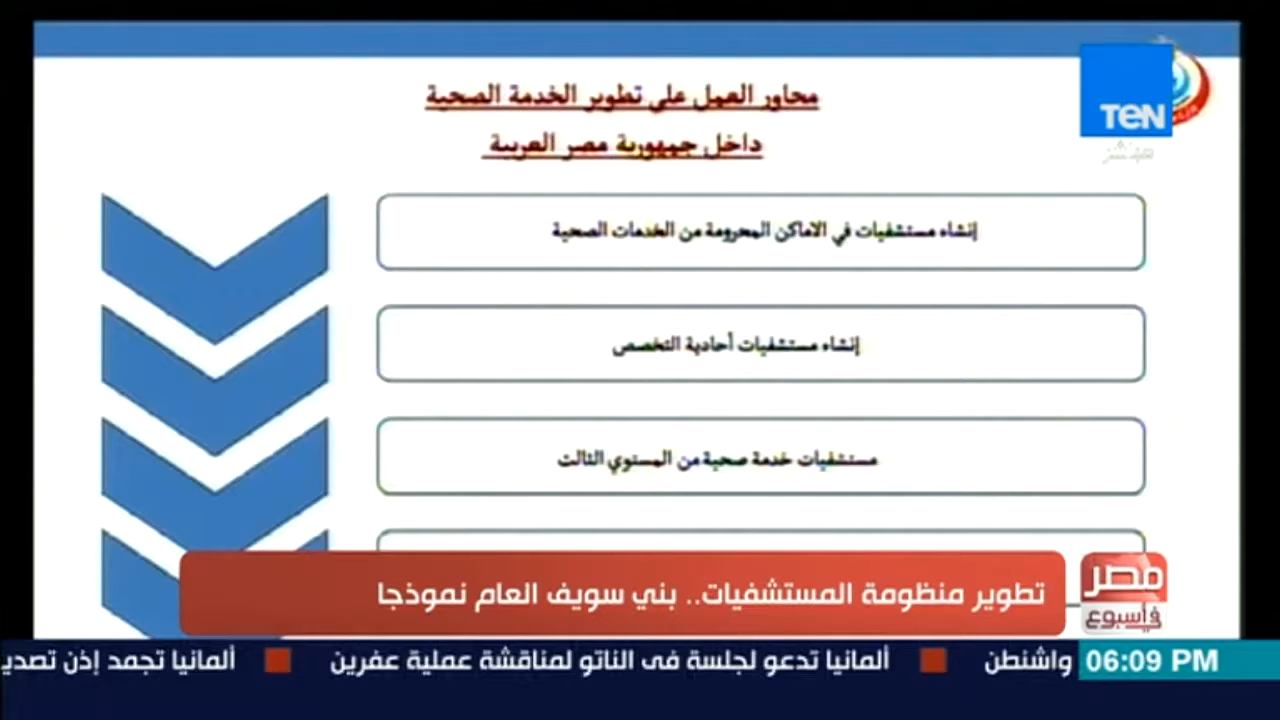 محاور العمل علي تطوير الخدمة الصحية
داخل جمهورية مصر العربية
TEN
مباشر
إنشاء مستشفيات في الاماكن المحرومة من الخدمات الصحية
إنشاء مستشفيات أحادية التخصص
مستشفيات خدمة صحية من المستوي الثالث
تطوير منظومة المستشفيات.. بني سويف العام نموذجا
مصر
في أسبوع
06:09 PM
واشنطن
ألمانيا تدعو لجلسة فى الناتو لمناقشة عملية عفرين
ألمانيا تجمد إذن تصدي